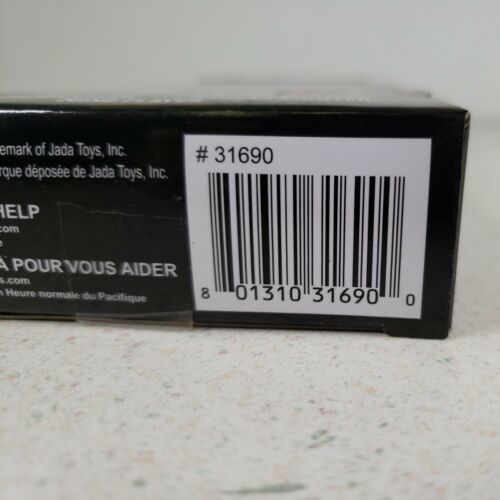 emark of Jada Toys, Inc.
rque déposée de Jada Toys, Inc.
HELP
com
e
À POUR VOUS AIDER
s.com
n Heure normale du Pacifique
# 31690
8 01310 31690 0